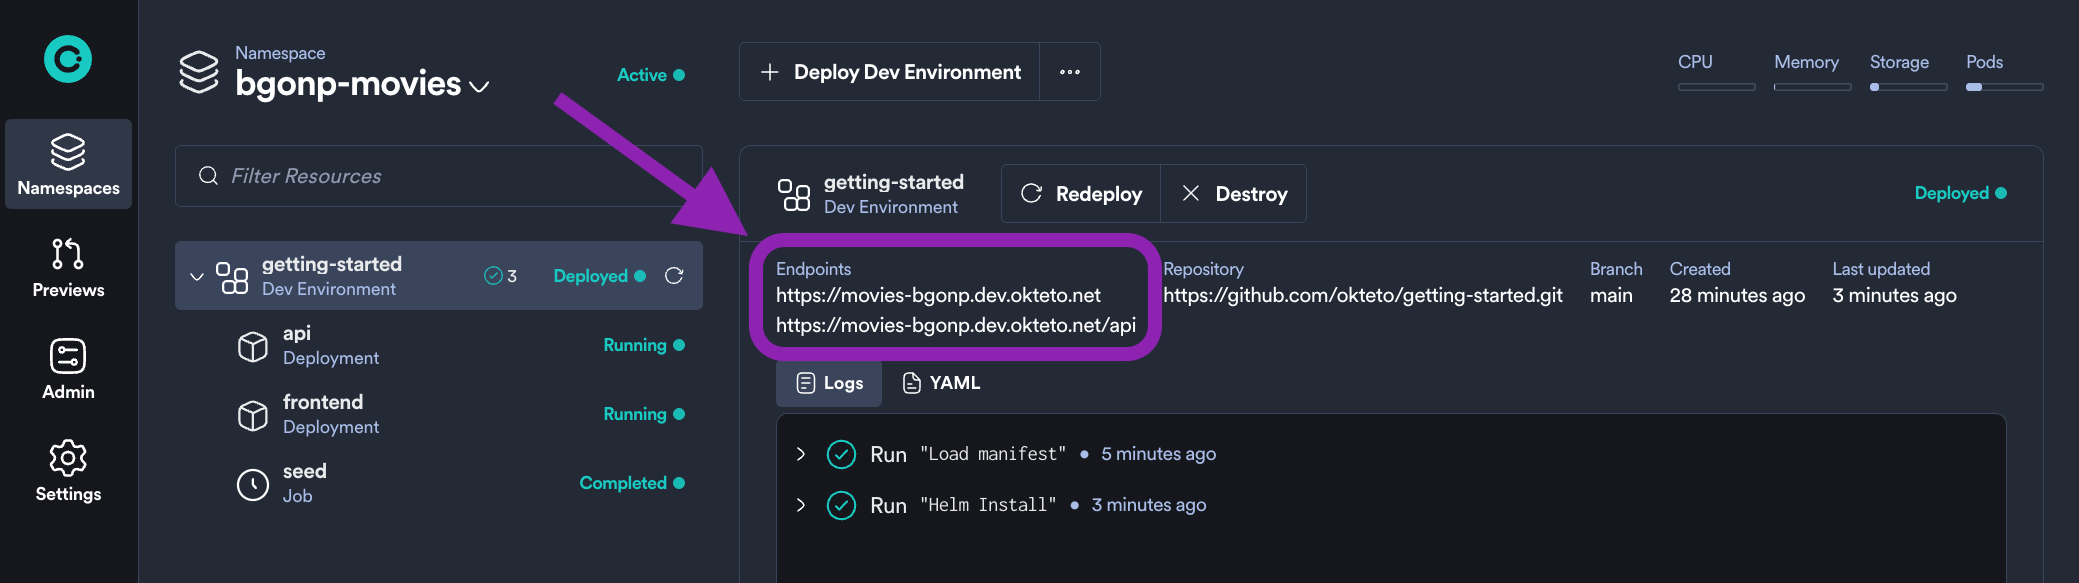 Namespaces
Previews
Admin
Settings
Namespace
bgonp-movies
Active
Deploy Dev Environment
CPU
Memory
Storage
Pods
Filter Resources
getting-started
Dev Environment
3
Deployed
api
Deployment
Running
frontend
Deployment
Running
seed
Job
Completed
getting-started
Dev Environment
Redeploy
Destroy
Deployed
Endpoints
https://movies-bgonp.dev.okteto.net
https://movies-bgonp.dev.okteto.net/api
Repository
https://github.com/okteto/getting-started.git
Branch
main
Created
28 minutes ago
Last updated
3 minutes ago
Logs
YAML
Run "Load manifest" • 5 minutes ago
Run "Helm Install" • 3 minutes ago